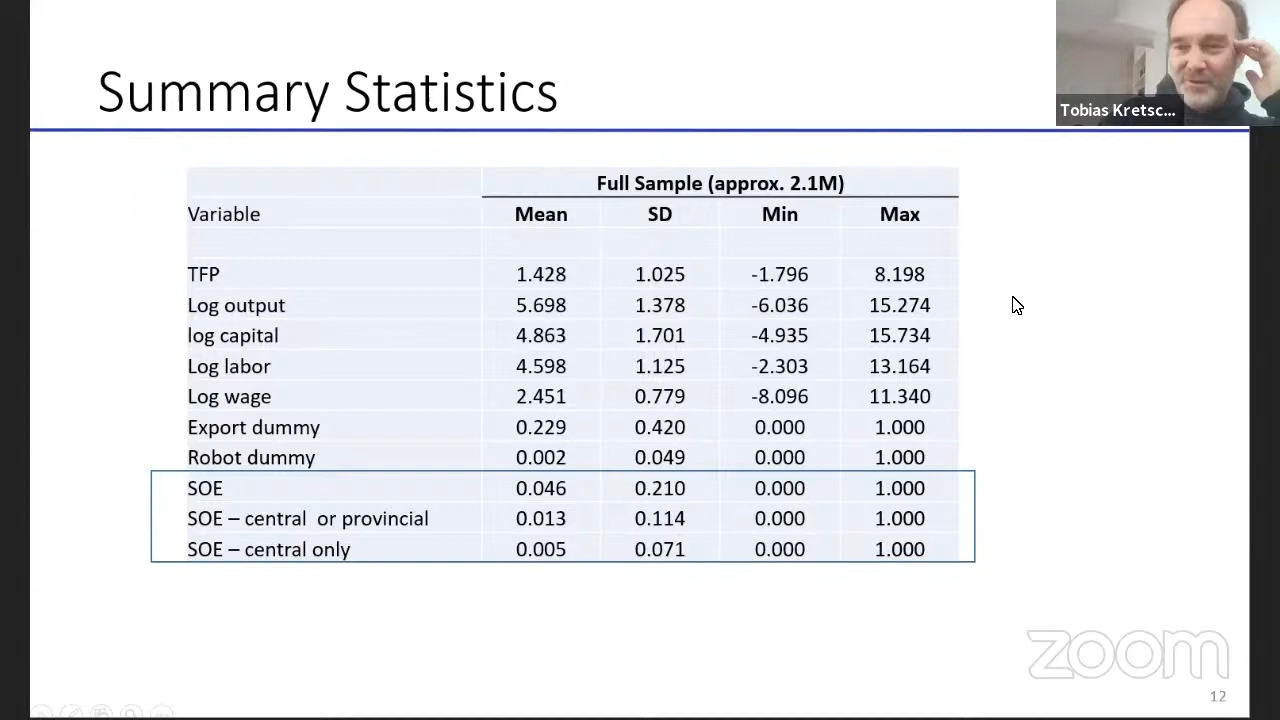 Summary Statistics
Tobias Kretsc...
Full Sample (approx. 2.1M)
Variable Mean SD Min Max
TFP 1.428 1.025 -1.796 8.198
Log output 5.698 1.378 -6.036 15.274
log capital 4.863 1.701 -4.935 15.734
Log labor 4.598 1.125 -2.303 13.164
Log wage 2.451 0.779 -8.096 11.340
Export dummy 0.229 0.420 0.000 1.000
Robot dummy 0.002 0.049 0.000 1.000
SOE 0.046 0.210 0.000 1.000
SOE – central or provincial 0.013 0.114 0.000 1.000
SOE – central only 0.005 0.071 0.000 1.000
zoom
12